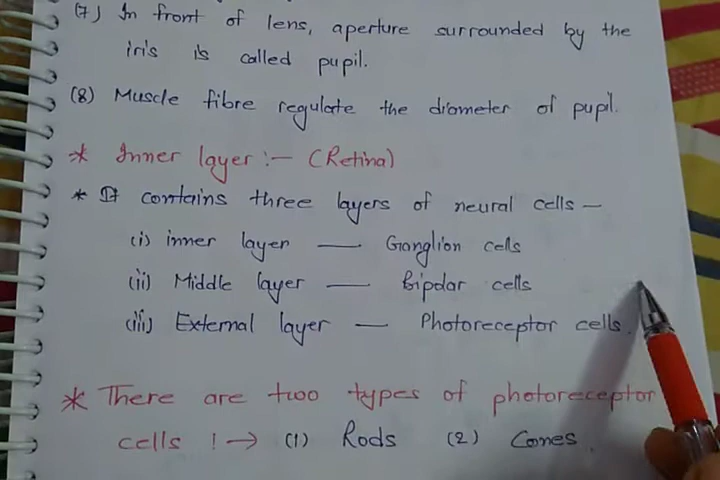 (7) In front of lens, aperture surrounded by the
iris is called pupil.
(8) Muscle fibre regulate the diometer of pupil.
* Inner layer :- (Retina)
* It contains three layers of neural cells -
(i) inner layer — Ganglion cells
(ii) Middle layer — Bipolar cells
(iii) External layer — Photoreceptor cells.
* There are two types of photoreceptor
cells ! → (1) Rods (2) Cones.